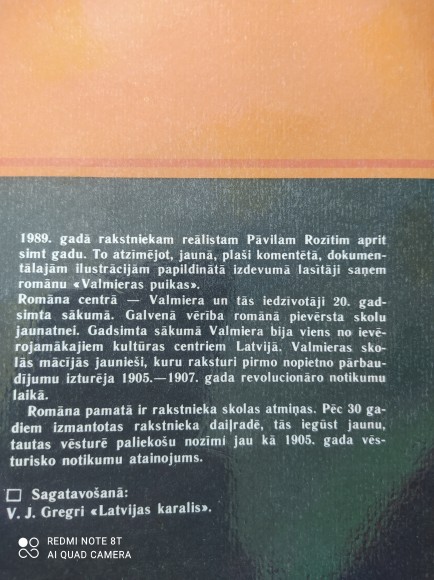 1989. gadā rakstniekam reālistam Pāvilam Rozītim aprit
simt gadu. To atzīmējot, jaunā, plaši komentētā, dokumen-
tālajām ilustrācijām papildinātā izdevumā lasītāji saņem
romānu «Valmieras puikas».
Romāna centrā — Valmiera un tās iedzīvotāji 20. gad-
simta sākumā. Galvenā vērība romānā pievērsta skolu
jaunatnei. Gadsimta sākumā Valmiera bija viens no ievē-
rojamākajiem kultūras centriem Latvijā. Valmieras sko-
lās mācījās jaunieši, kuru raksturi pirmo nopietno pārbau-
dījumu izturēja 1905.—1907. gada revolucionāro notikumu
laikā.
Romāna pamatā ir rakstnieka skolas atmiņas. Pēc 30 ga-
diem izmantotas rakstnieka daiļradē, tās iegūst jaunu,
tautas vēsturē paliekošu nozīmi jau kā 1905. gada vēs-
turisko notikumu atainojums.
Sagatavošanā:
V. J. Gregri «Latvijas karalis».
REDMI NOTE 8T
AI QUAD CAMERA